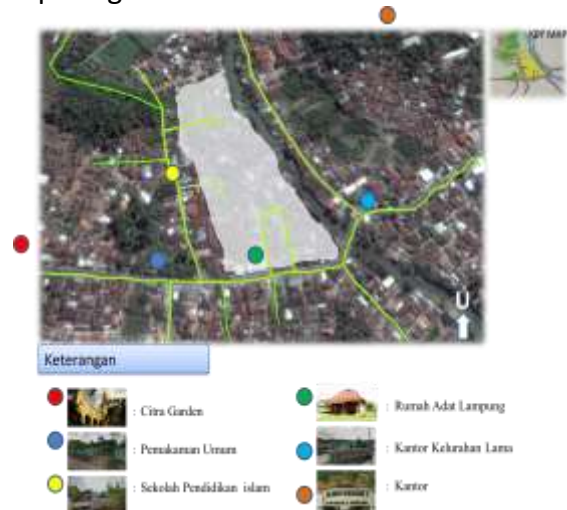 KEY MAP
U
Keterangan
: Citra Garden
: Pemakaman Umum
: Sekolah Pendidikan islam
: Rumah Adat Lampung
: Kantor Kelurahan Lama
: Kantor